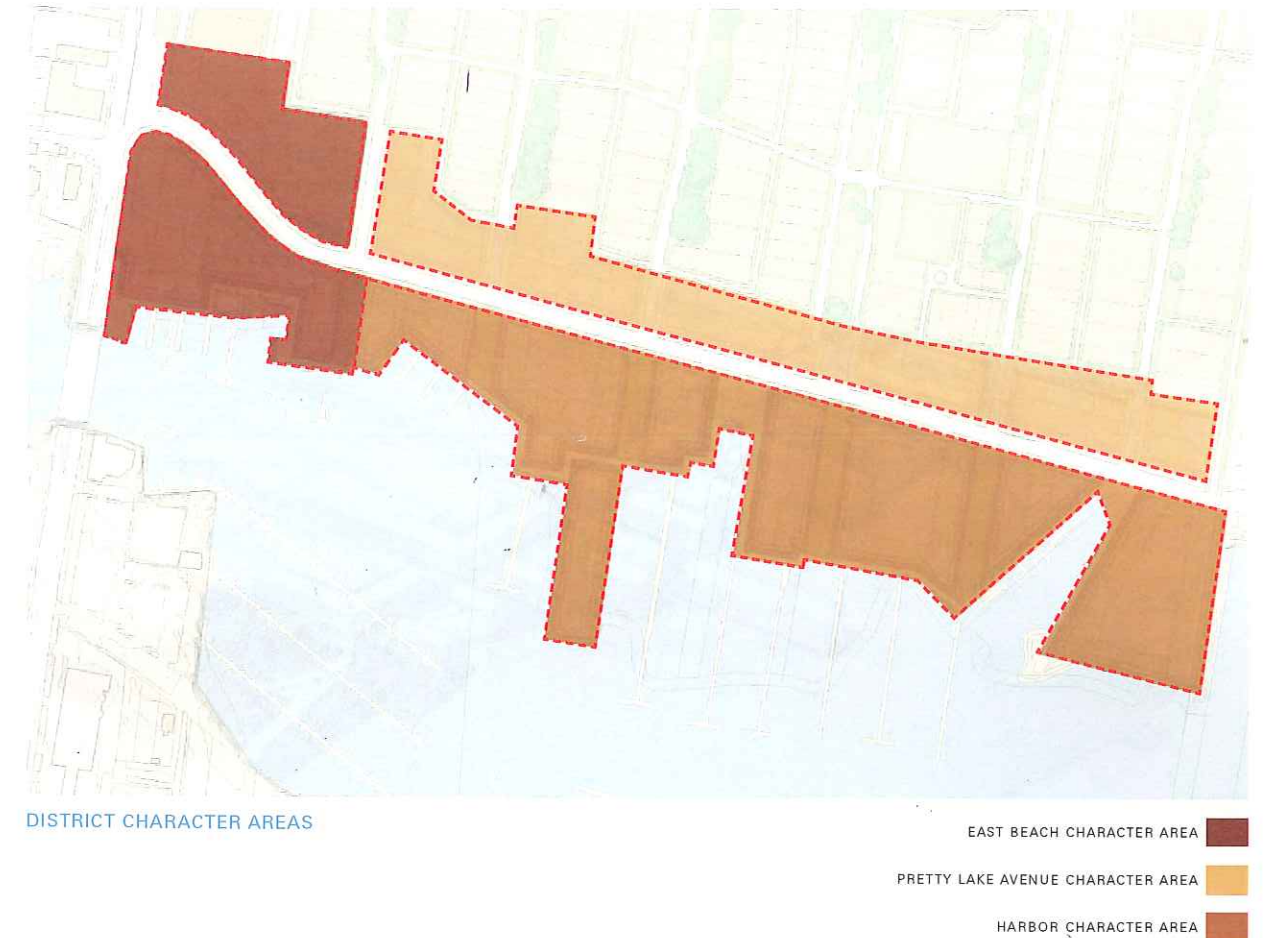 DISTRICT CHARACTER AREAS
EAST BEACH CHARACTER AREA
PRETTY LAKE AVENUE CHARACTER AREA
HARBOR CHARACTER AREA